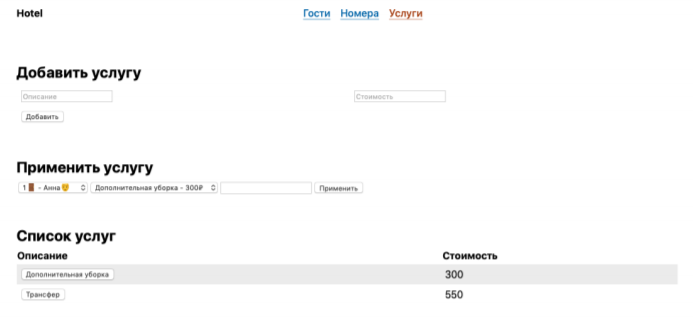 Hotel Гости Номера Услуги
Добавить услугу
Описание Стоимость
Добавить
Применить услугу
1🚪 - Анна😌 Дополнительная уборка - 300₽ Применить
Список услуг
Описание Стоимость
Дополнительная уборка 300
Трансфер 550